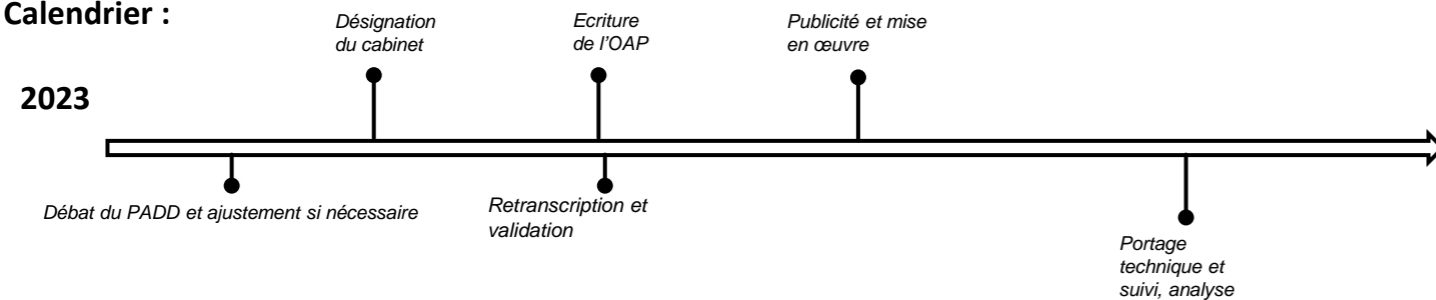 Calendrier :
Désignation
du cabinet
Ecriture
de l'OAP
Publicité et mise
en œuvre
2023
Débat du PADD et ajustement si nécessaire
Retranscription et
validation
Portage
technique et
suivi, analyse